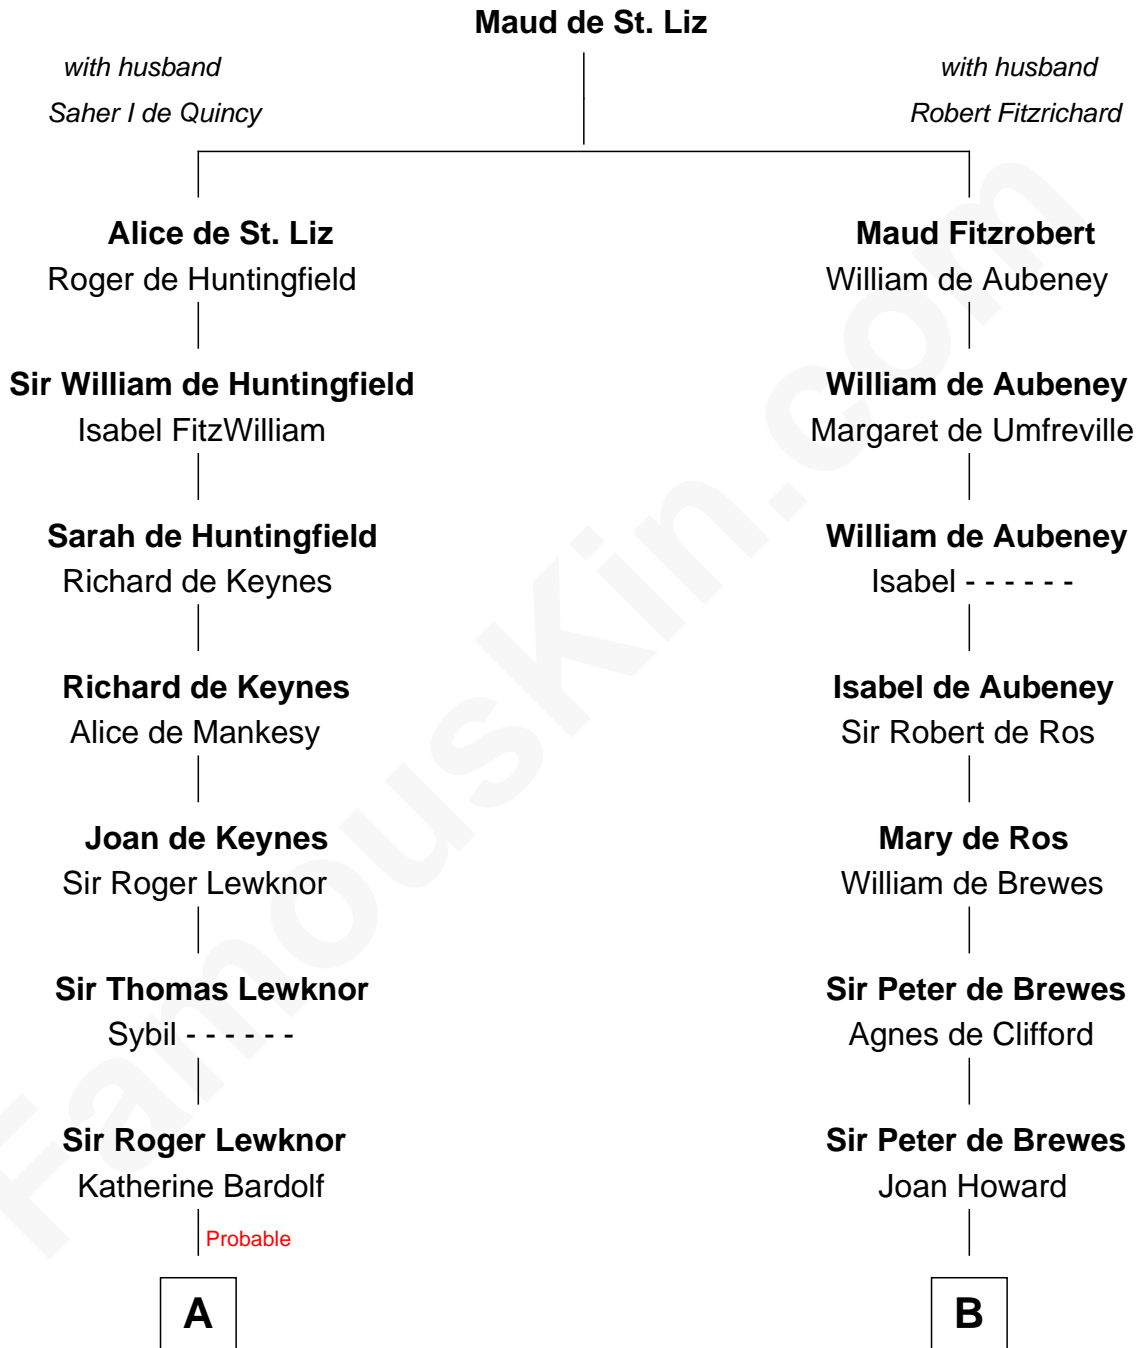 Maud de St. Liz
with husband
Saher I de Quincy
with husband
Robert Fitzrichard
Alice de St. Liz
Roger de Huntingfield
Maud Fitzrobert
William de Aubeney
Sir William de Huntingfield
Isabel FitzWilliam
William de Aubeney
Margaret de Umfreville
Sarah de Huntingfield
Richard de Keynes
William de Aubeney
Isabel - - - - - -
Richard de Keynes
Alice de Mankesy
Isabel de Aubeney
Sir Robert de Ros
Joan de Keynes
Sir Roger Lewknor
Mary de Ros
William de Brewes
Sir Thomas Lewknor
Sybil - - - - - -
Sir Peter de Brewes
Agnes de Clifford
Sir Roger Lewknor
Katherine Bardolf
Sir Peter de Brewes
Joan Howard
Probable
A
B
FamousKin.com